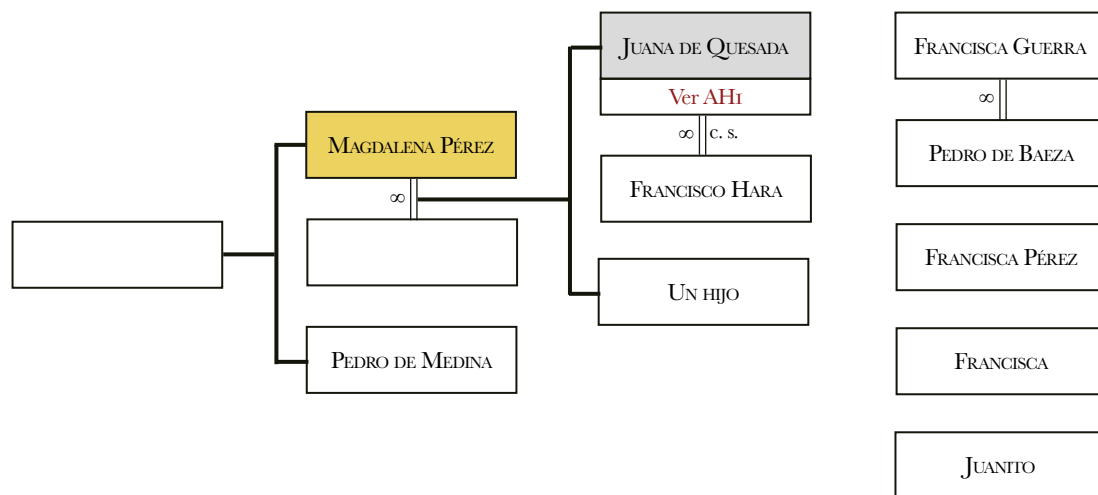 Juana de Quesada
Ver AH1
∞ c. s.
Francisco Hara
Un hijo
Magdalena Pérez
∞
Pedro de Medina
Francisca Guerra
∞
Pedro de Baeza
Francisca Pérez
Francisca
Juanito